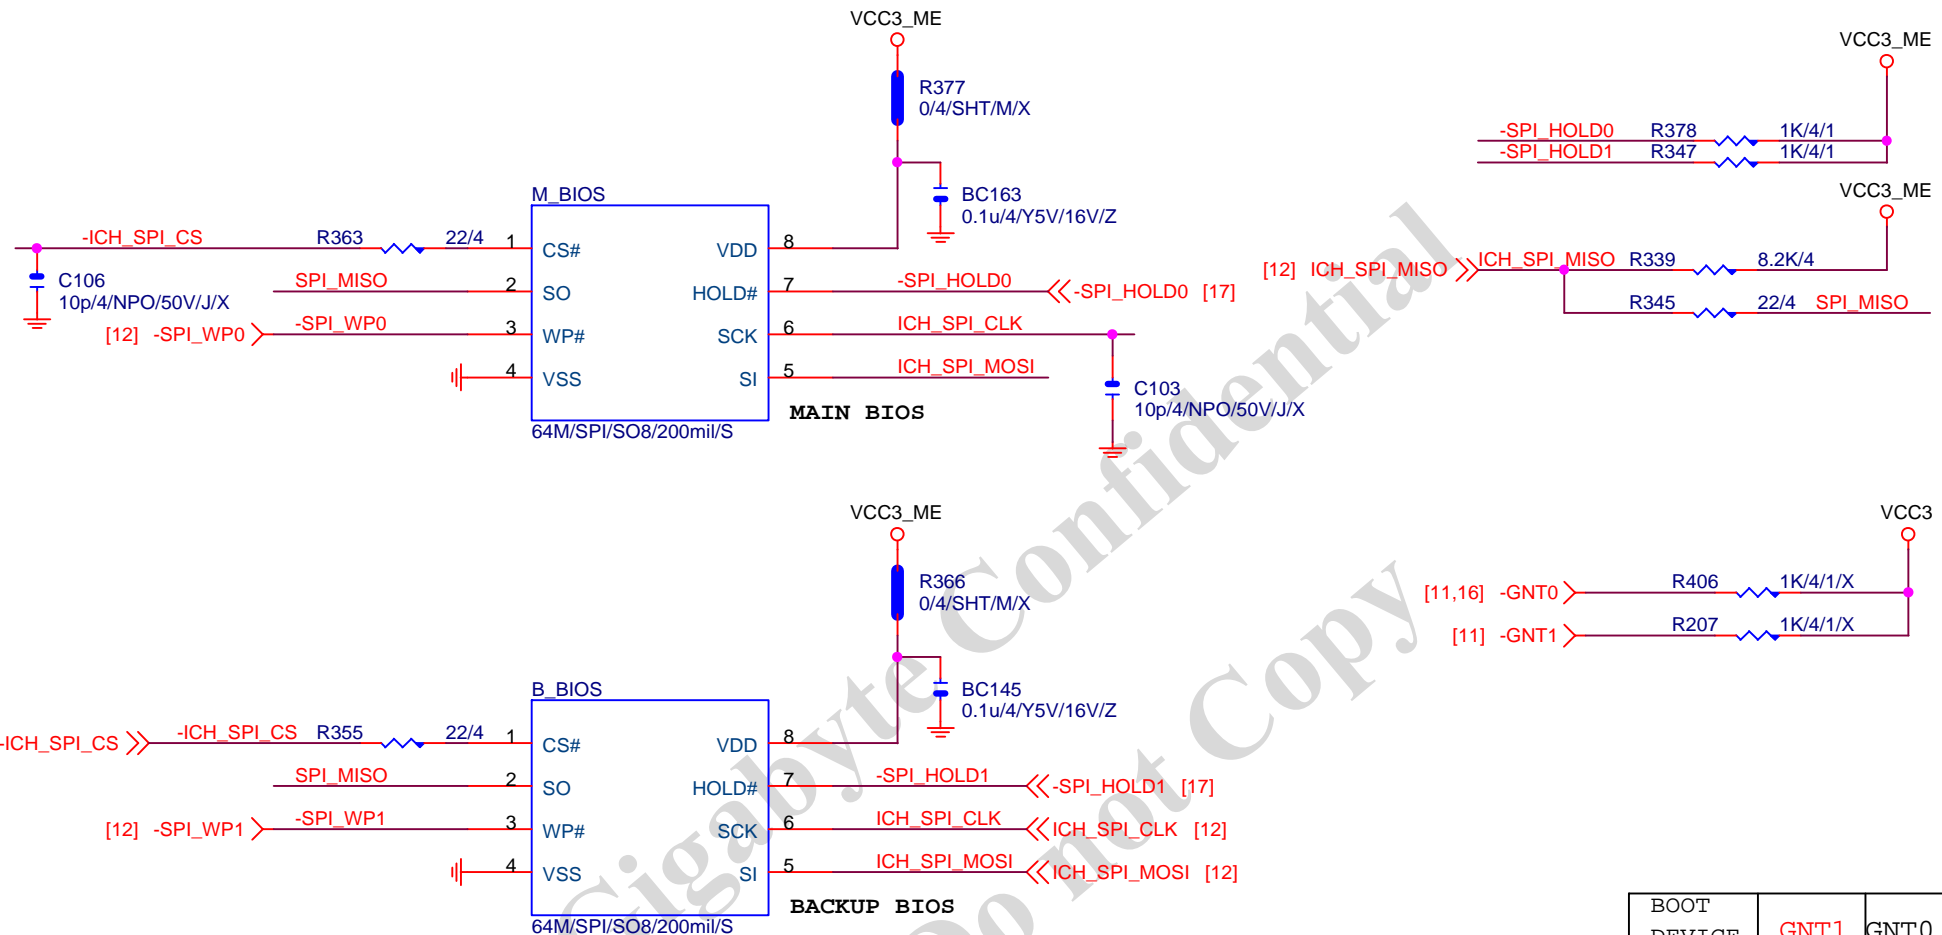 VCC3_ME
R377
0/4/SHT/M/X
BC163
0.1u/4/Y5V/16V/Z
M_BIOS
-ICH_SPI_CS R363 22/4 1 CS# VDD 8
C106
10p/4/NPO/50V/J/X
SPI_MISO 2 SO HOLD# 7 -SPI_HOLD0 -SPI_HOLD0 [17]
[12] -SPI_WP0 -SPI_WP0 3 WP# SCK 6 ICH_SPI_CLK
4 VSS SI 5 ICH_SPI_MOSI
C103
10p/4/NPO/50V/J/X
MAIN BIOS
64M/SPI/SO8/200mil/S
VCC3_ME
-SPI_HOLD0 R378 1K/4/1
-SPI_HOLD1 R347 1K/4/1
VCC3_ME
[12] ICH_SPI_MISO ICH_SPI_MISO R339 8.2K/4
R345 22/4 SPI_MISO
VCC3_ME
R366
0/4/SHT/M/X
BC145
0.1u/4/Y5V/16V/Z
B_BIOS
-ICH_SPI_CS -ICH_SPI_CS R355 22/4 1 CS# VDD 8
SPI_MISO 2 SO HOLD# 7 -SPI_HOLD1 -SPI_HOLD1 [17]
[12] -SPI_WP1 -SPI_WP1 3 WP# SCK 6 ICH_SPI_CLK ICH_SPI_CLK [12]
4 VSS SI 5 ICH_SPI_MOSI ICH_SPI_MOSI [12]
BACKUP BIOS
64M/SPI/SO8/200mil/S
VCC3
[11,16] -GNT0 R406 1K/4/1/X
[11] -GNT1 R207 1K/4/1/X
BOOT
DEVICE GNT1 GNT0
Gigabyte Confidential
Do not Copy